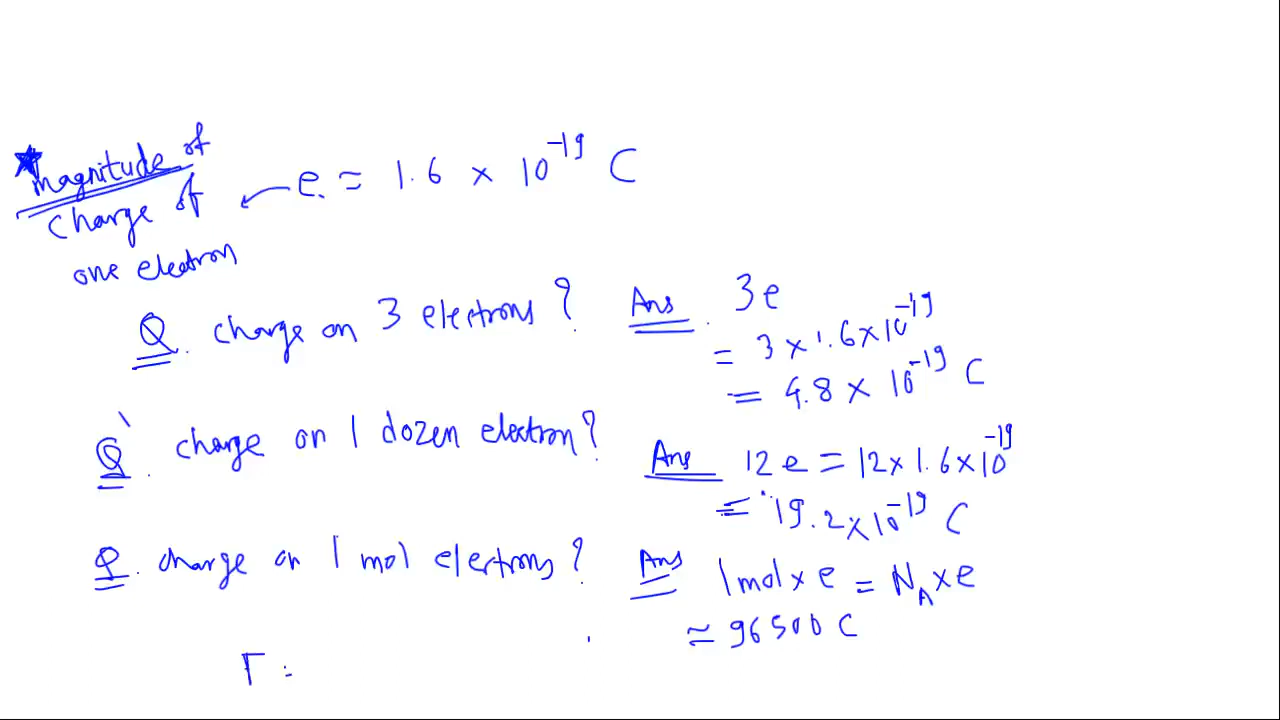 ★ magnitude of
charge of
one electron
e = 1.6 × 10⁻¹⁹ C
Q. charge on 3 electrons?
Ans. 3e
= 3 × 1.6 × 10⁻¹⁹
= 4.8 × 10⁻¹⁹ C
Q. charge on 1 dozen electron?
Ans 12 e = 12 × 1.6 × 10⁻¹⁹
= 19.2 × 10⁻¹⁹ C
Q. charge on 1 mol electrons?
Ans 1 mol × e = N_A × e
≈ 96500 C